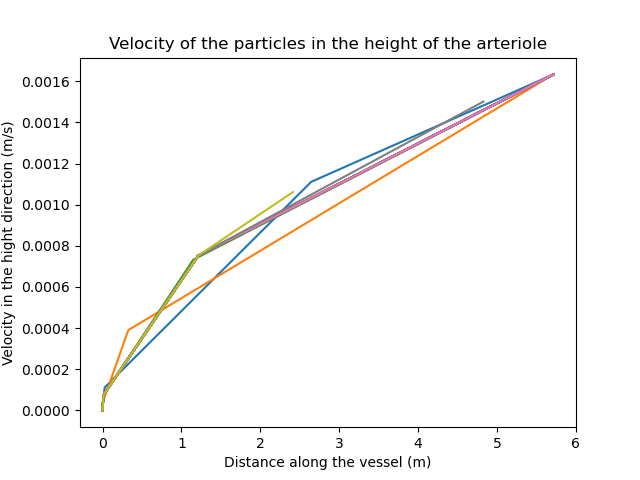 Velocity of the particles in the height of the arteriole
Velocity in the hight direction (m/s)
0.0016
0.0014
0.0012
0.0010
0.0008
0.0006
0.0004
0.0002
0.0000
0 1 2 3 4 5 6
Distance along the vessel (m)